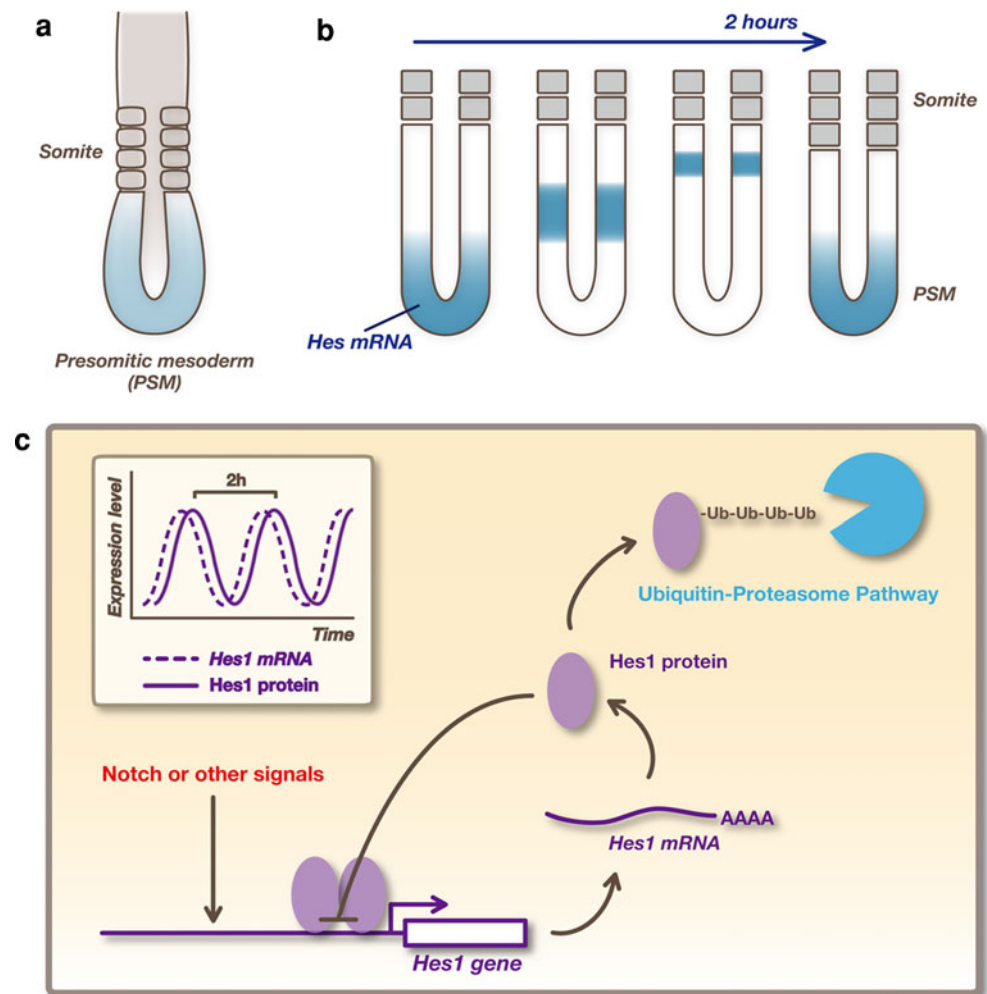 a
Somite
Presomitic mesoderm
(PSM)
b
2 hours
Somite
PSM
Hes mRNA
c
Expression level
2h
Time
Hes1 mRNA
Hes1 protein
-Ub-Ub-Ub-Ub
Ubiquitin-Proteasome Pathway
Hes1 protein
Notch or other signals
AAAA
Hes1 mRNA
Hes1 gene